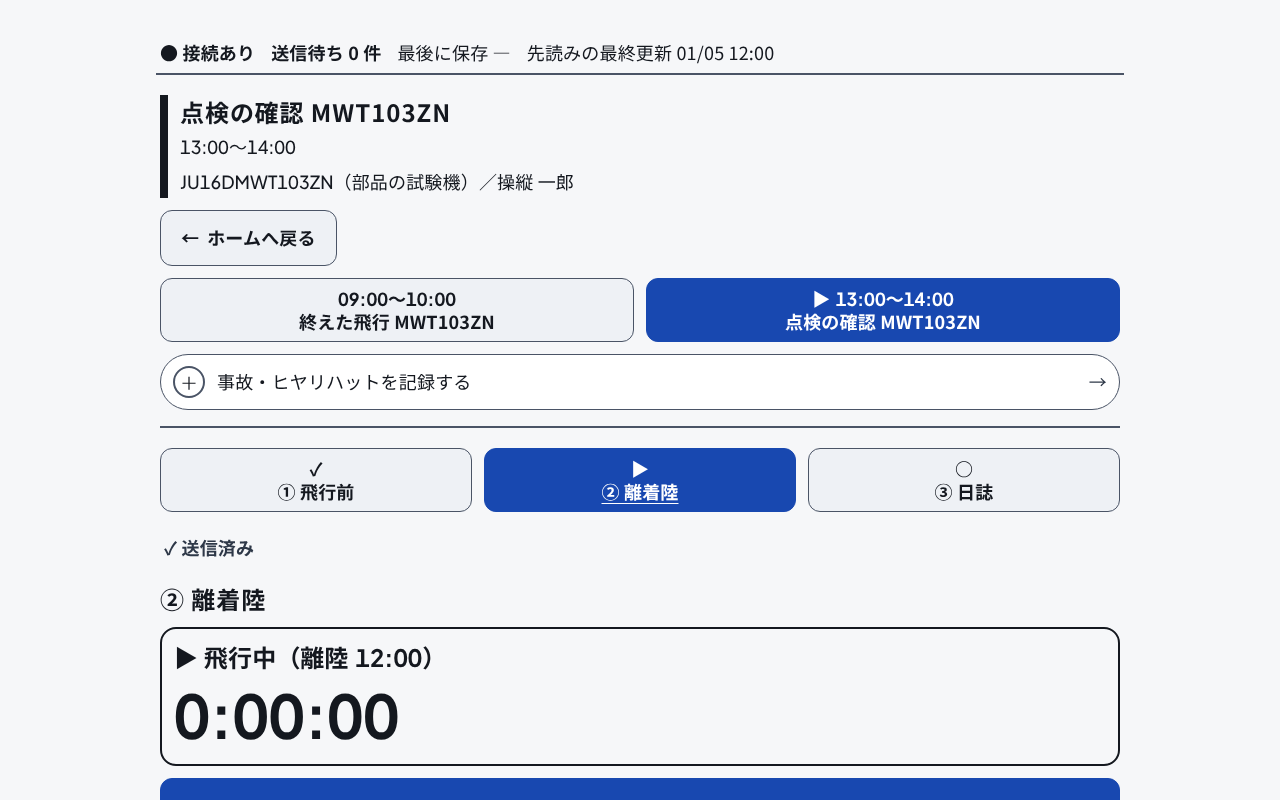 ● 接続あり 送信待ち 0 件 最後に保存 — 先読みの最終更新 01/05 12:00
点検の確認 MWT103ZN
13:00〜14:00
JU16DMWT103ZN（部品の試験機）／操縦 一郎
← ホームへ戻る
09:00〜10:00
終えた飛行 MWT103ZN
▶ 13:00〜14:00
点検の確認 MWT103ZN
＋ 事故・ヒヤリハットを記録する →
✓
① 飛行前
▶
② 離着陸
○
③ 日誌
✓ 送信済み
② 離着陸
▶ 飛行中（離陸 12:00）
0:00:00